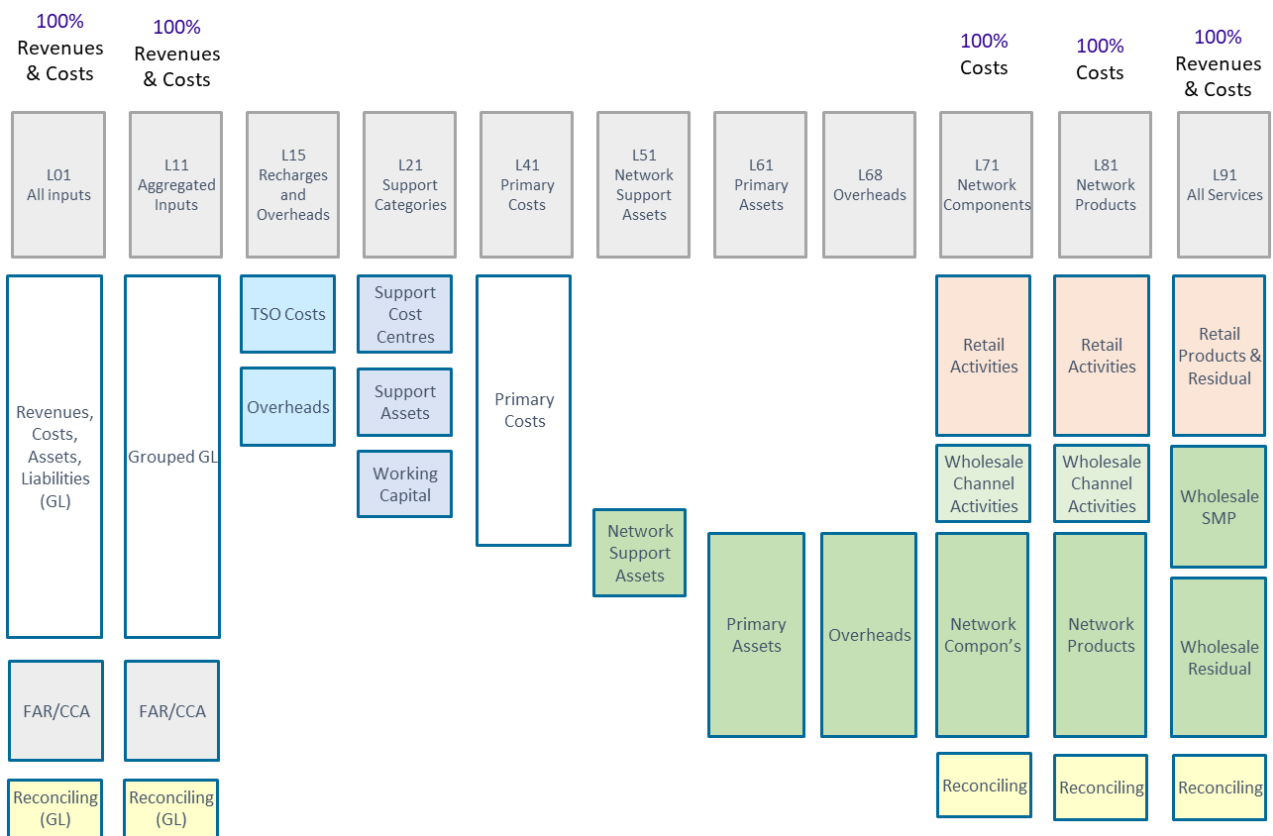 100%
Revenues
& Costs
100%
Revenues
& Costs
100%
Costs
100%
Costs
100%
Revenues
& Costs
L01
All inputs
L11
Aggregated
Inputs
L15
Recharges
and
Overheads
L21
Support
Categories
L41
Primary
Costs
L51
Network
Support
Assets
L61
Primary
Assets
L68
Overheads
L71
Network
Components
L81
Network
Products
L91
All Services
Revenues,
Costs,
Assets,
Liabilities
(GL)
Grouped GL
TSO Costs
Overheads
Support
Cost
Centres
Support
Assets
Working
Capital
Primary
Costs
Network
Support
Assets
Primary
Assets
Overheads
Retail
Activities
Wholesale
Channel
Activities
Network
Compon's
Retail
Activities
Wholesale
Channel
Activities
Network
Products
Retail
Products &
Residual
Wholesale
SMP
Wholesale
Residual
FAR/CCA
FAR/CCA
Reconciling
(GL)
Reconciling
(GL)
Reconciling
Reconciling
Reconciling